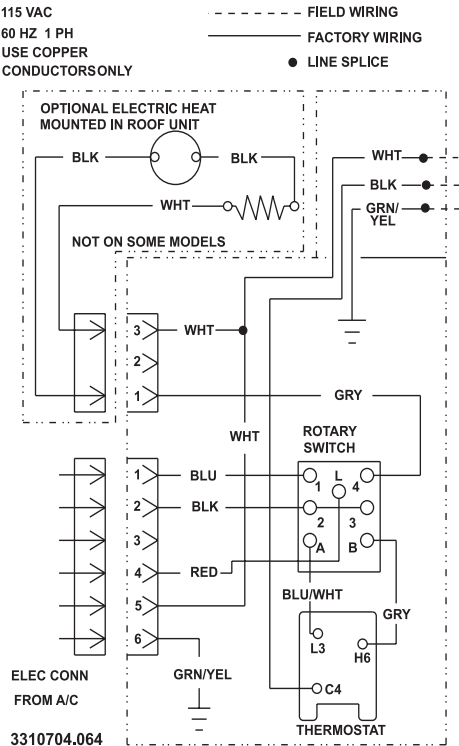 115 VAC
60 HZ 1 PH
USE COPPER
CONDUCTORS ONLY
FIELD WIRING
FACTORY WIRING
LINE SPLICE
OPTIONAL ELECTRIC HEAT
MOUNTED IN ROOF UNIT
BLK
BLK
WHT
NOT ON SOME MODELS
WHT
BLK
GRN/
YEL
3
WHT
2
1
GRY
WHT
ROTARY
SWITCH
1
BLU
2
BLK
3
4
RED
5
6
GRN/YEL
1
L
4
2
3
A
B
BLU/WHT
GRY
L3
H6
C4
THERMOSTAT
ELEC CONN
FROM A/C
3310704.064